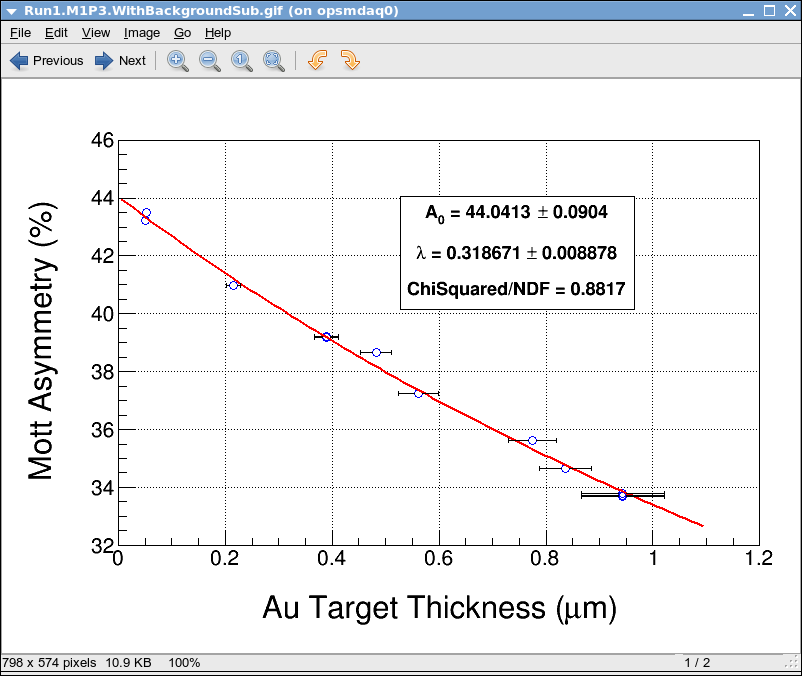 Run1.M1P3.WithBackgroundSub.gif (on opsmdaq0)
File Edit View Image Go Help
Previous Next
46
44
42
40
38
36
34
32
Mott Asymmetry (%)
A0 = 44.0413 ± 0.0904
λ = 0.318671 ± 0.008878
ChiSquared/NDF = 0.8817
0 0.2 0.4 0.6 0.8 1 1.2
Au Target Thickness (μm)
798 x 574 pixels 10.9 KB 100% 1 / 2